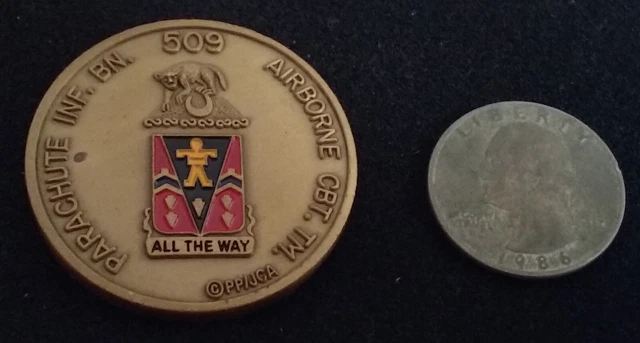 PARACHUTE INF. BN. 509 AIRBORNE CBT. TM.
ALL THE WAY
©PP/JCA
LIBERTY
1986